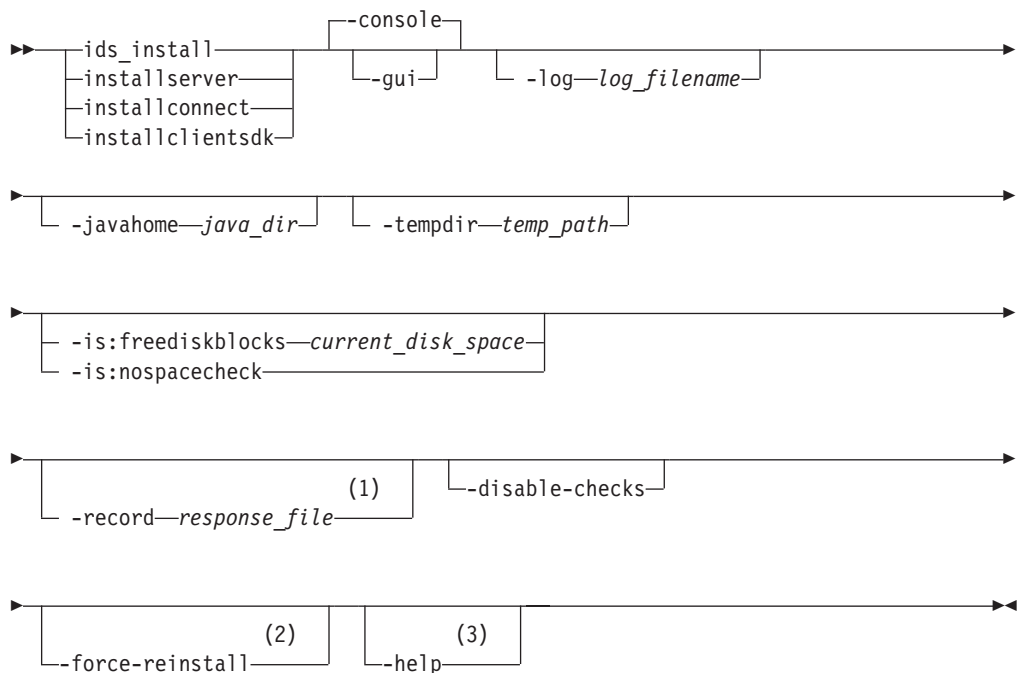 -console
ids_install
installserver
-gui
-log log_filename
installconnect
installclientsdk
-javahome java_dir
-tempdir temp_path
-is:freediskblocks current_disk_space
-is:nospacecheck
(1)
-disable-checks
-record response_file
(2)
(3)
-force-reinstall
-help